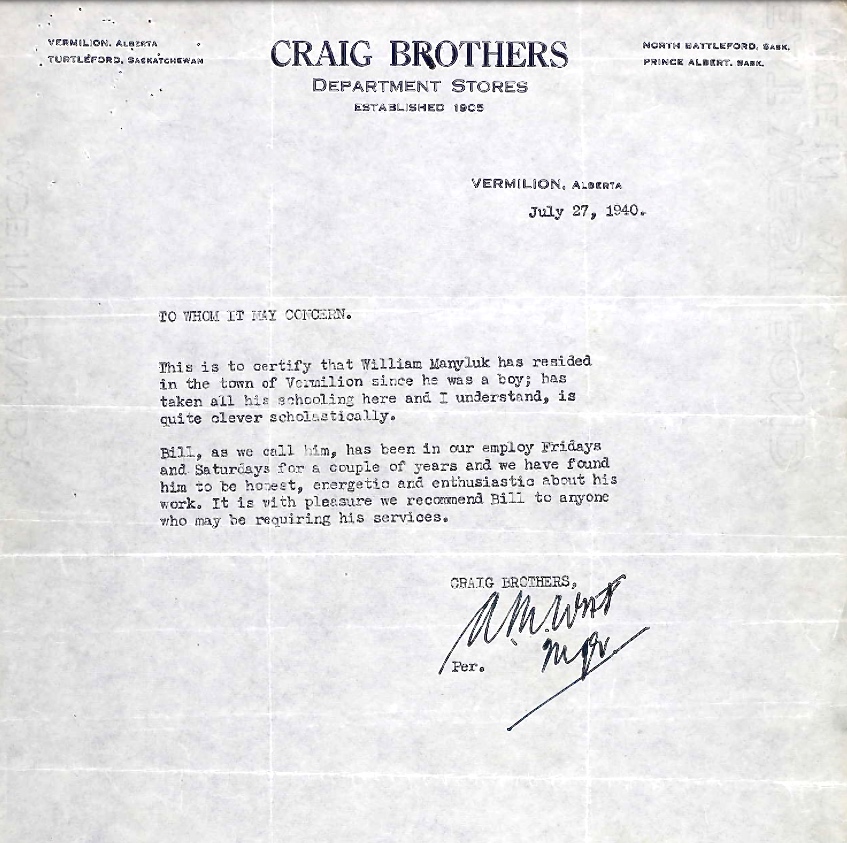 VERMILION, ALBERTA
TURTLEFORD, SASKATCHEWAN
CRAIG BROTHERS
DEPARTMENT STORES
ESTABLISHED 1905
NORTH BATTLEFORD, SASK.
PRINCE ALBERT, SASK.
VERMILION, ALBERTA
July 27, 1940.
TO WHOM IT MAY CONCERN.
This is to certify that William Manyluk has resided
in the town of Vermilion since he was a boy; has
taken all his schooling here and I understand, is
quite clever scholastically.
Bill, as we call him, has been in our employ Fridays
and Saturdays for a couple of years and we have found
him to be honest, energetic and enthusiastic about his
work. It is with pleasure we recommend Bill to anyone
who may be requiring his services.
CRAIG BROTHERS,
Per.
Mgr